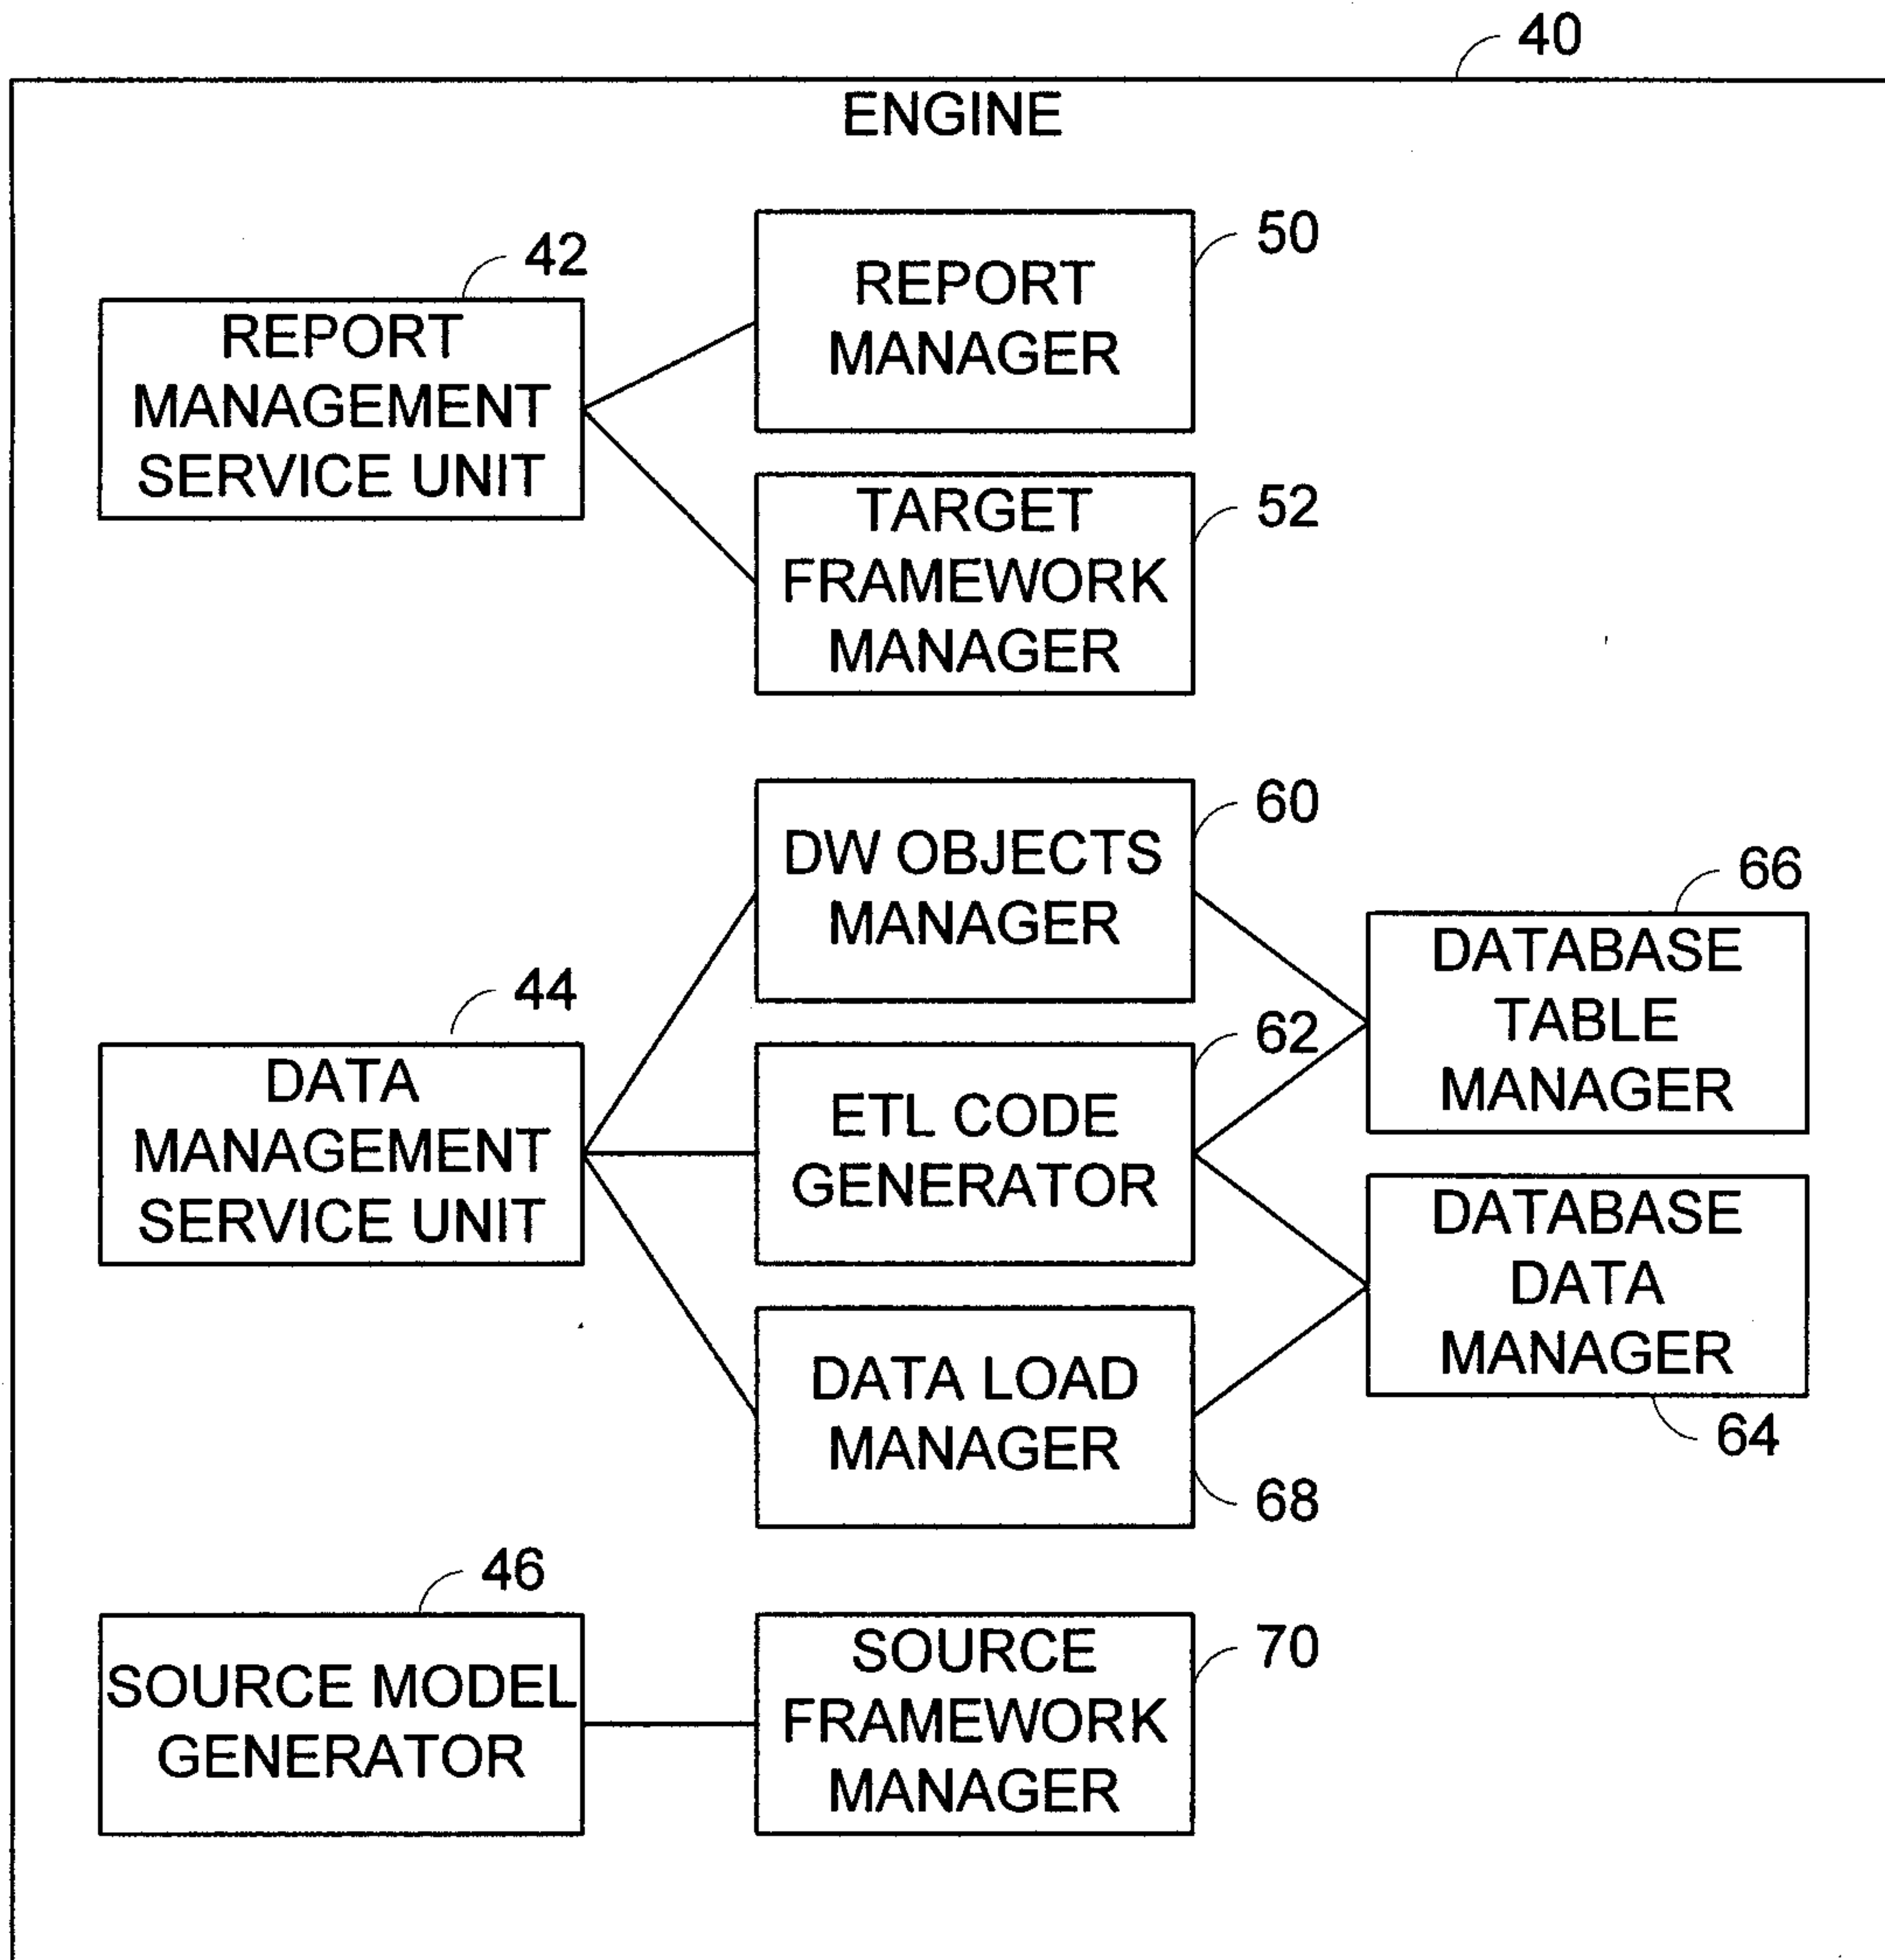 40
ENGINE
42
REPORT
MANAGEMENT
SERVICE UNIT
50
REPORT
MANAGER
52
TARGET
FRAMEWORK
MANAGER
44
DATA
MANAGEMENT
SERVICE UNIT
60
DW OBJECTS
MANAGER
62
ETL CODE
GENERATOR
68
DATA LOAD
MANAGER
66
DATABASE
TABLE
MANAGER
DATABASE
DATA
MANAGER
64
46
SOURCE MODEL
GENERATOR
70
SOURCE
FRAMEWORK
MANAGER